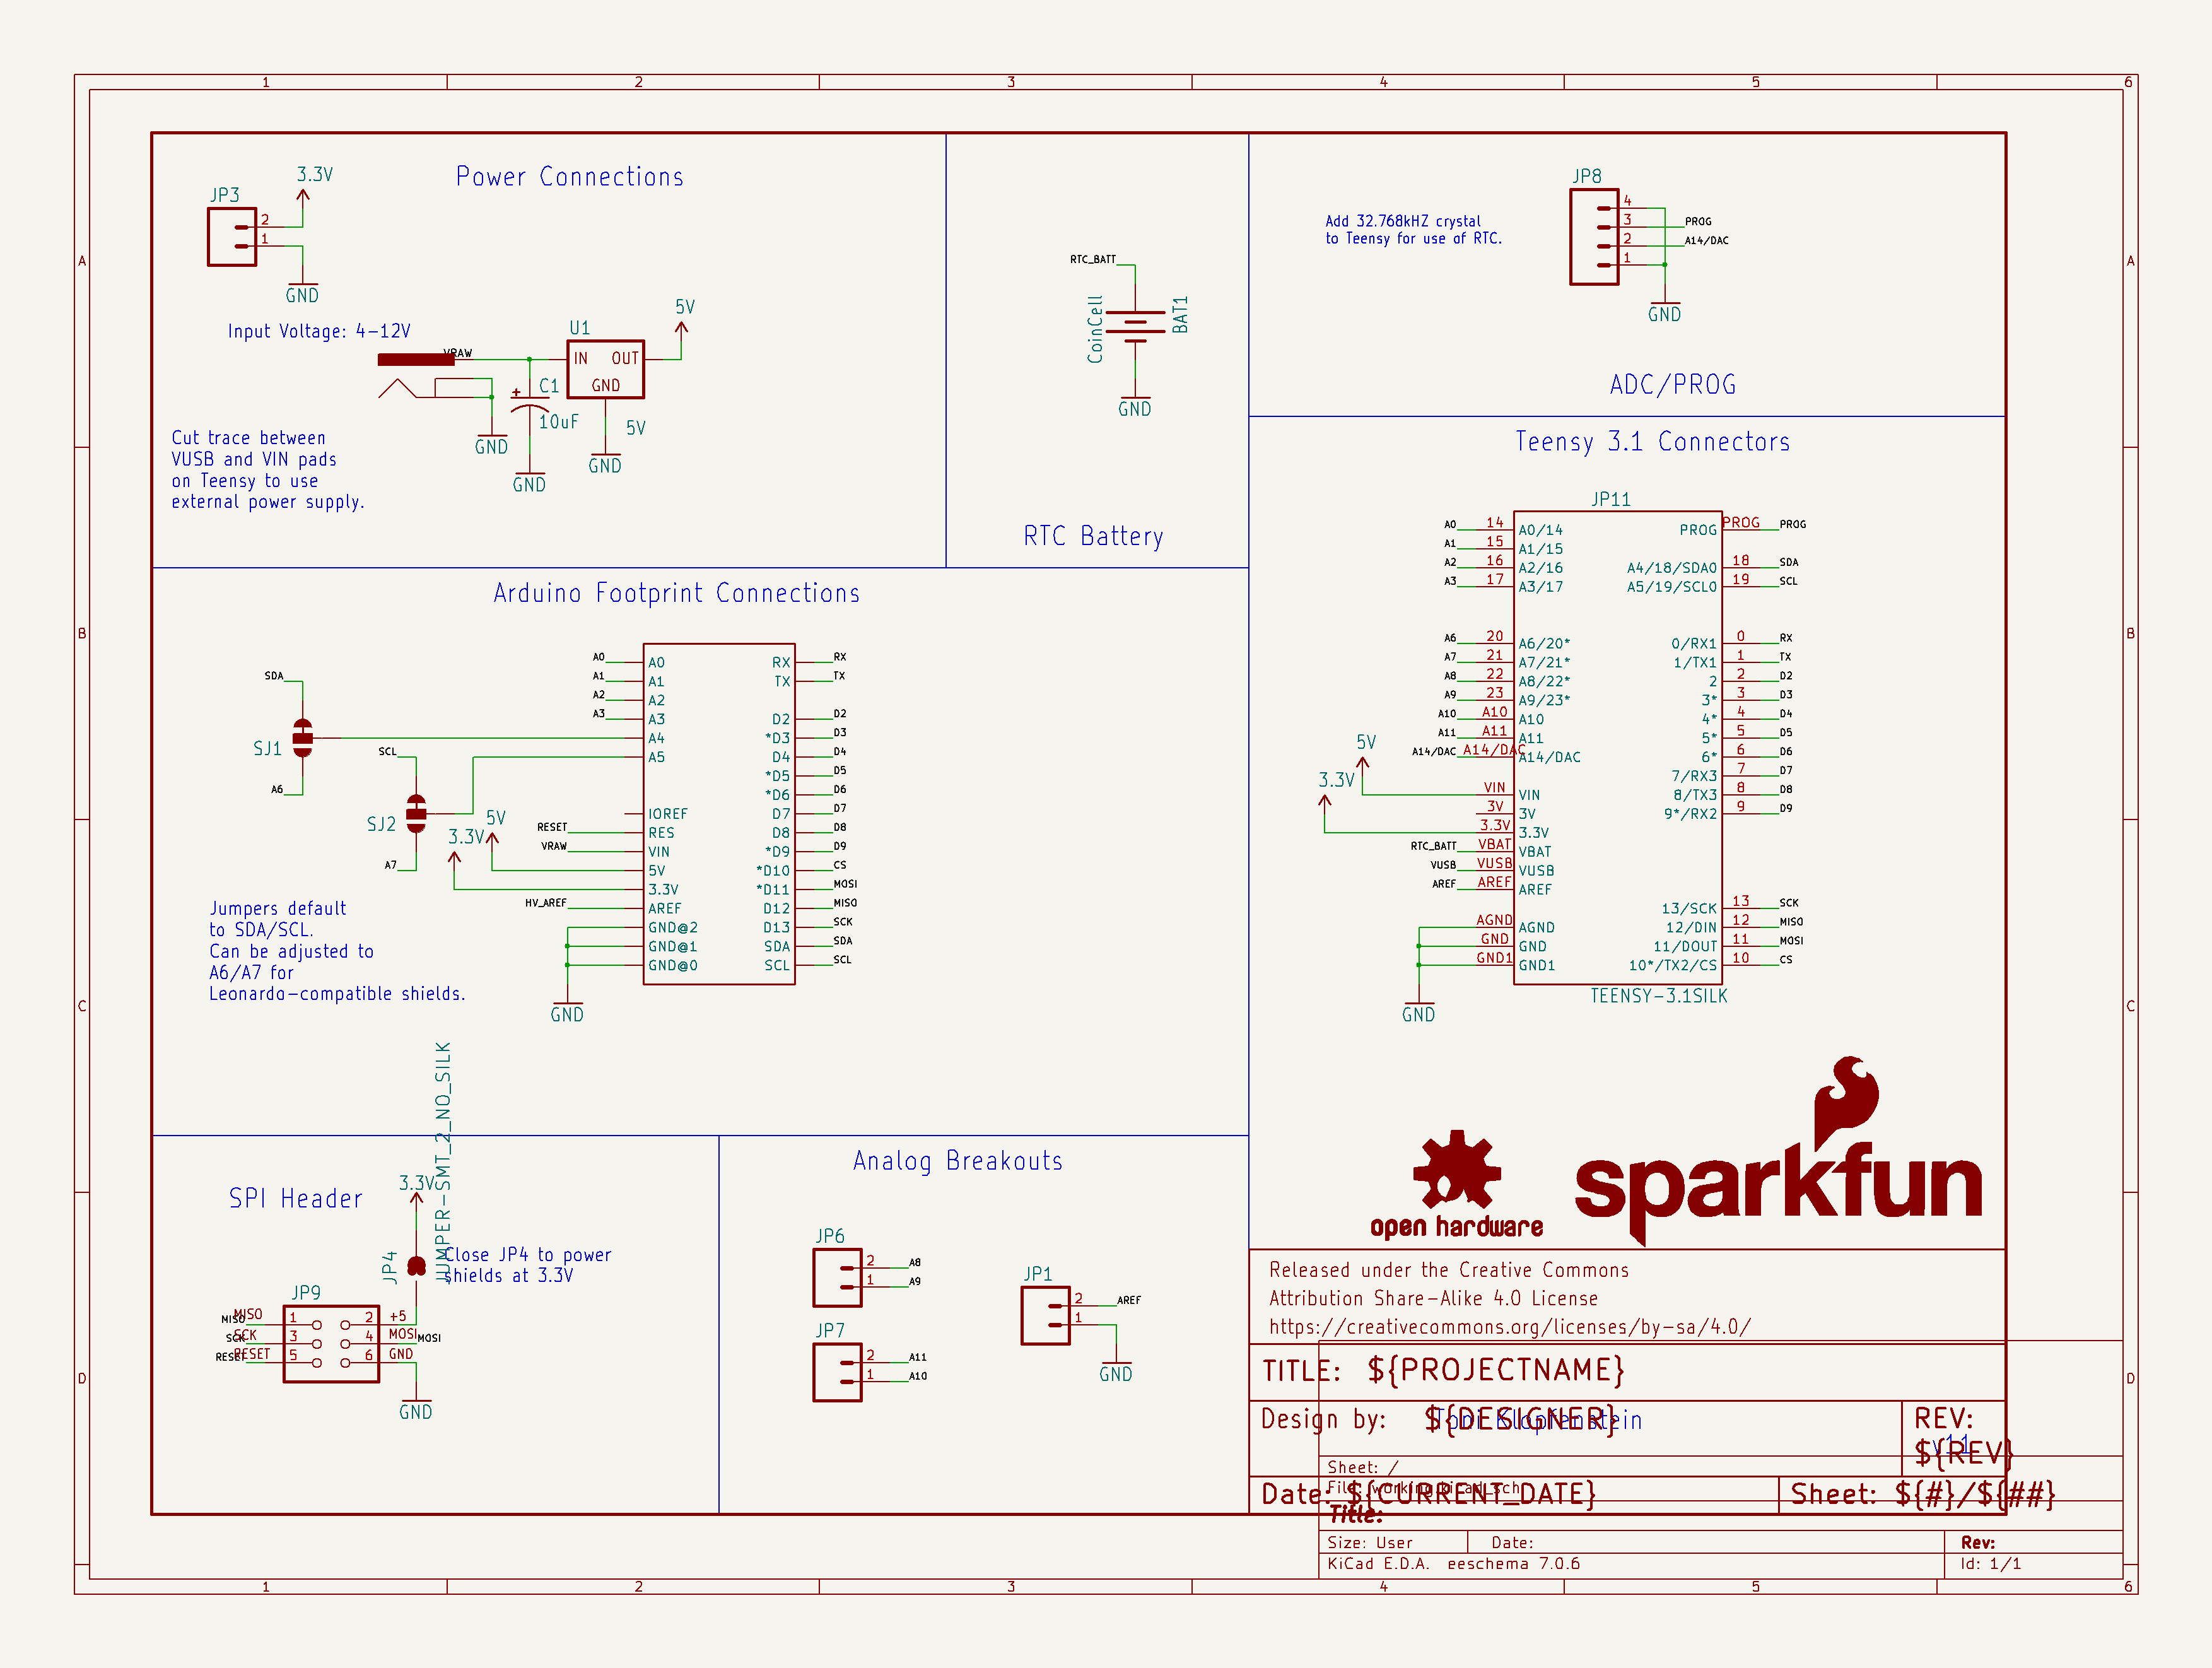 1 2 3 4 5 6
A
B
C
D
Power Connections
JP3
3.3V
2
1
GND
Input Voltage: 4-12V
VRAW
U1
IN OUT
GND
5V
C1
10uF
5V
GND
GND
GND
Cut trace between
VUSB and VIN pads
on Teensy to use
external power supply.
RTC_BATT
CoinCell
BAT1
GND
RTC Battery
JP8
Add 32.768kHZ crystal
to Teensy for use of RTC.
4
3 PROG
2 A14/DAC
1
GND
ADC/PROG
Arduino Footprint Connections
SDA
SJ1
A6
SCL
SJ2
A7
5V
3.3V
A0 A0 RX RX
A1 A1 TX TX
A2 A2
A3 A3 D2 D2
A4 *D3 D3
A5 D4 D4
*D5 D5
*D6 D6
IOREF D7 D7
RESET RES D8 D8
VRAW VIN *D9 D9
5V *D10 CS
3.3V *D11 MOSI
HV_AREF AREF D12 MISO
GND@2 D13 SCK
GND@1 SDA SDA
GND@0 SCL SCL
GND
Jumpers default
to SDA/SCL.
Can be adjusted to
A6/A7 for
Leonardo-compatible shields.
Teensy 3.1 Connectors
JP11
A0 14 A0/14 PROG PROG PROG
A1 15 A1/15
A2 16 A2/16 A4/18/SDA0 18 SDA
A3 17 A3/17 A5/19/SCL0 19 SCL
A6 20 A6/20* 0/RX1 0 RX
A7 21 A7/21* 1/TX1 1 TX
A8 22 A8/22* 2 2 D2
A9 23 A9/23* 3* 3 D3
A10 A10 A10 4* 4 D4
A11 A11 A11 5* 5 D5
A14/DAC A14/DAC A14/DAC 6* 6 D6
7/RX3 7 D7
VIN VIN 8/TX3 8 D8
3V 3V 9*/RX2 9 D9
3.3V 3.3V
RTC_BATT VBAT VBAT
VUSB VUSB VUSB
AREF AREF AREF
13/SCK 13 SCK
AGND AGND 12/DIN 12 MISO
GND GND 11/DOUT 11 MOSI
GND1 GND1 10*/TX2/CS 10 CS
5V
3.3V
GND
TEENSY-3.1SILK
SPI Header
3.3V
JUMPER-SMT_2_NO_SILK
JP4
Close JP4 to power
shields at 3.3V
JP9
MISO MISO 1 2 +5
SCK SCK 3 4 MOSI MOSI
RESET RESET 5 6 GND
GND
Analog Breakouts
JP6
2 A8
1 A9
JP7
2 A11
1 A10
JP1
2 AREF
1
GND
open hardware
sparkfun
Released under the Creative Commons
Attribution Share-Alike 4.0 License
https://creativecommons.org/licenses/by-sa/4.0/
TITLE: ${PROJECTNAME}
Design by: ${DESIGNER}
Toni Klopfenstein
REV:
${REV}
v11
Sheet: /
File: working.kicad_sch
Date: ${CURRENT_DATE}
Sheet: ${#}/${##}
Title:
Size: User Date: Rev:
KiCad E.D.A. eeschema 7.0.6 Id: 1/1
A
B
C
D
1 2 3 4 5 6